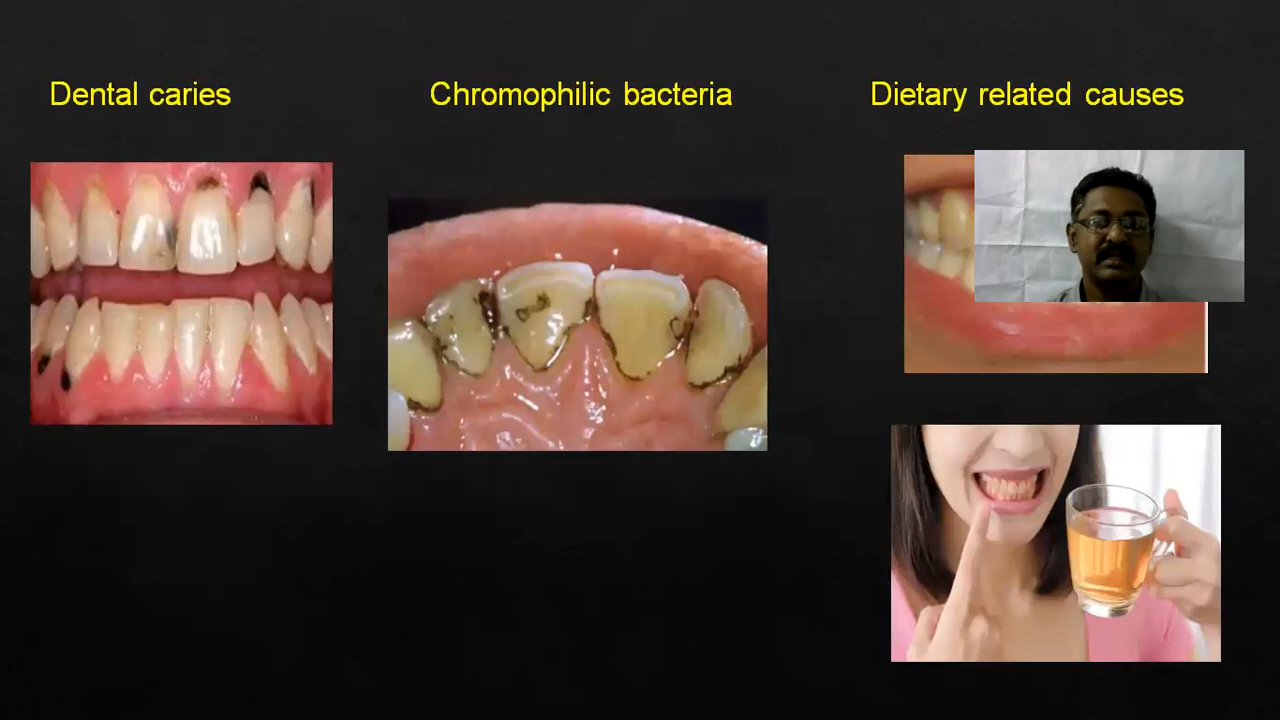 Dental caries
Chromophilic bacteria
Dietary related causes